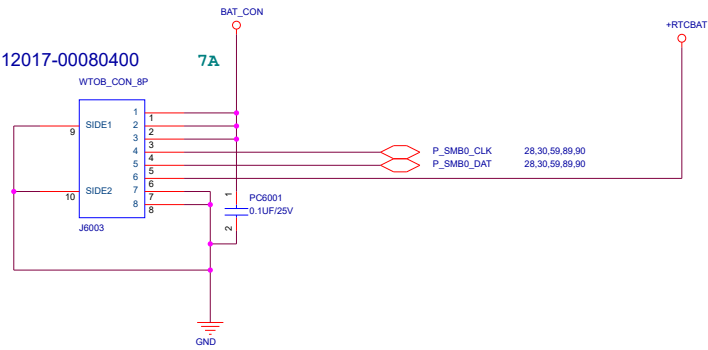 BAT_CON
+RTCBAT
12017-00080400
7A
WTOB_CON_8P
1
1
SIDE1
2
9
2
3
3
4
P_SMB0_CLK 28,30,59,89,90
4
5
P_SMB0_DAT 28,30,59,89,90
5
6
6
SIDE2
7
10
7
8
8
1
PC6001
0.1UF/25V
2
J6003
GND